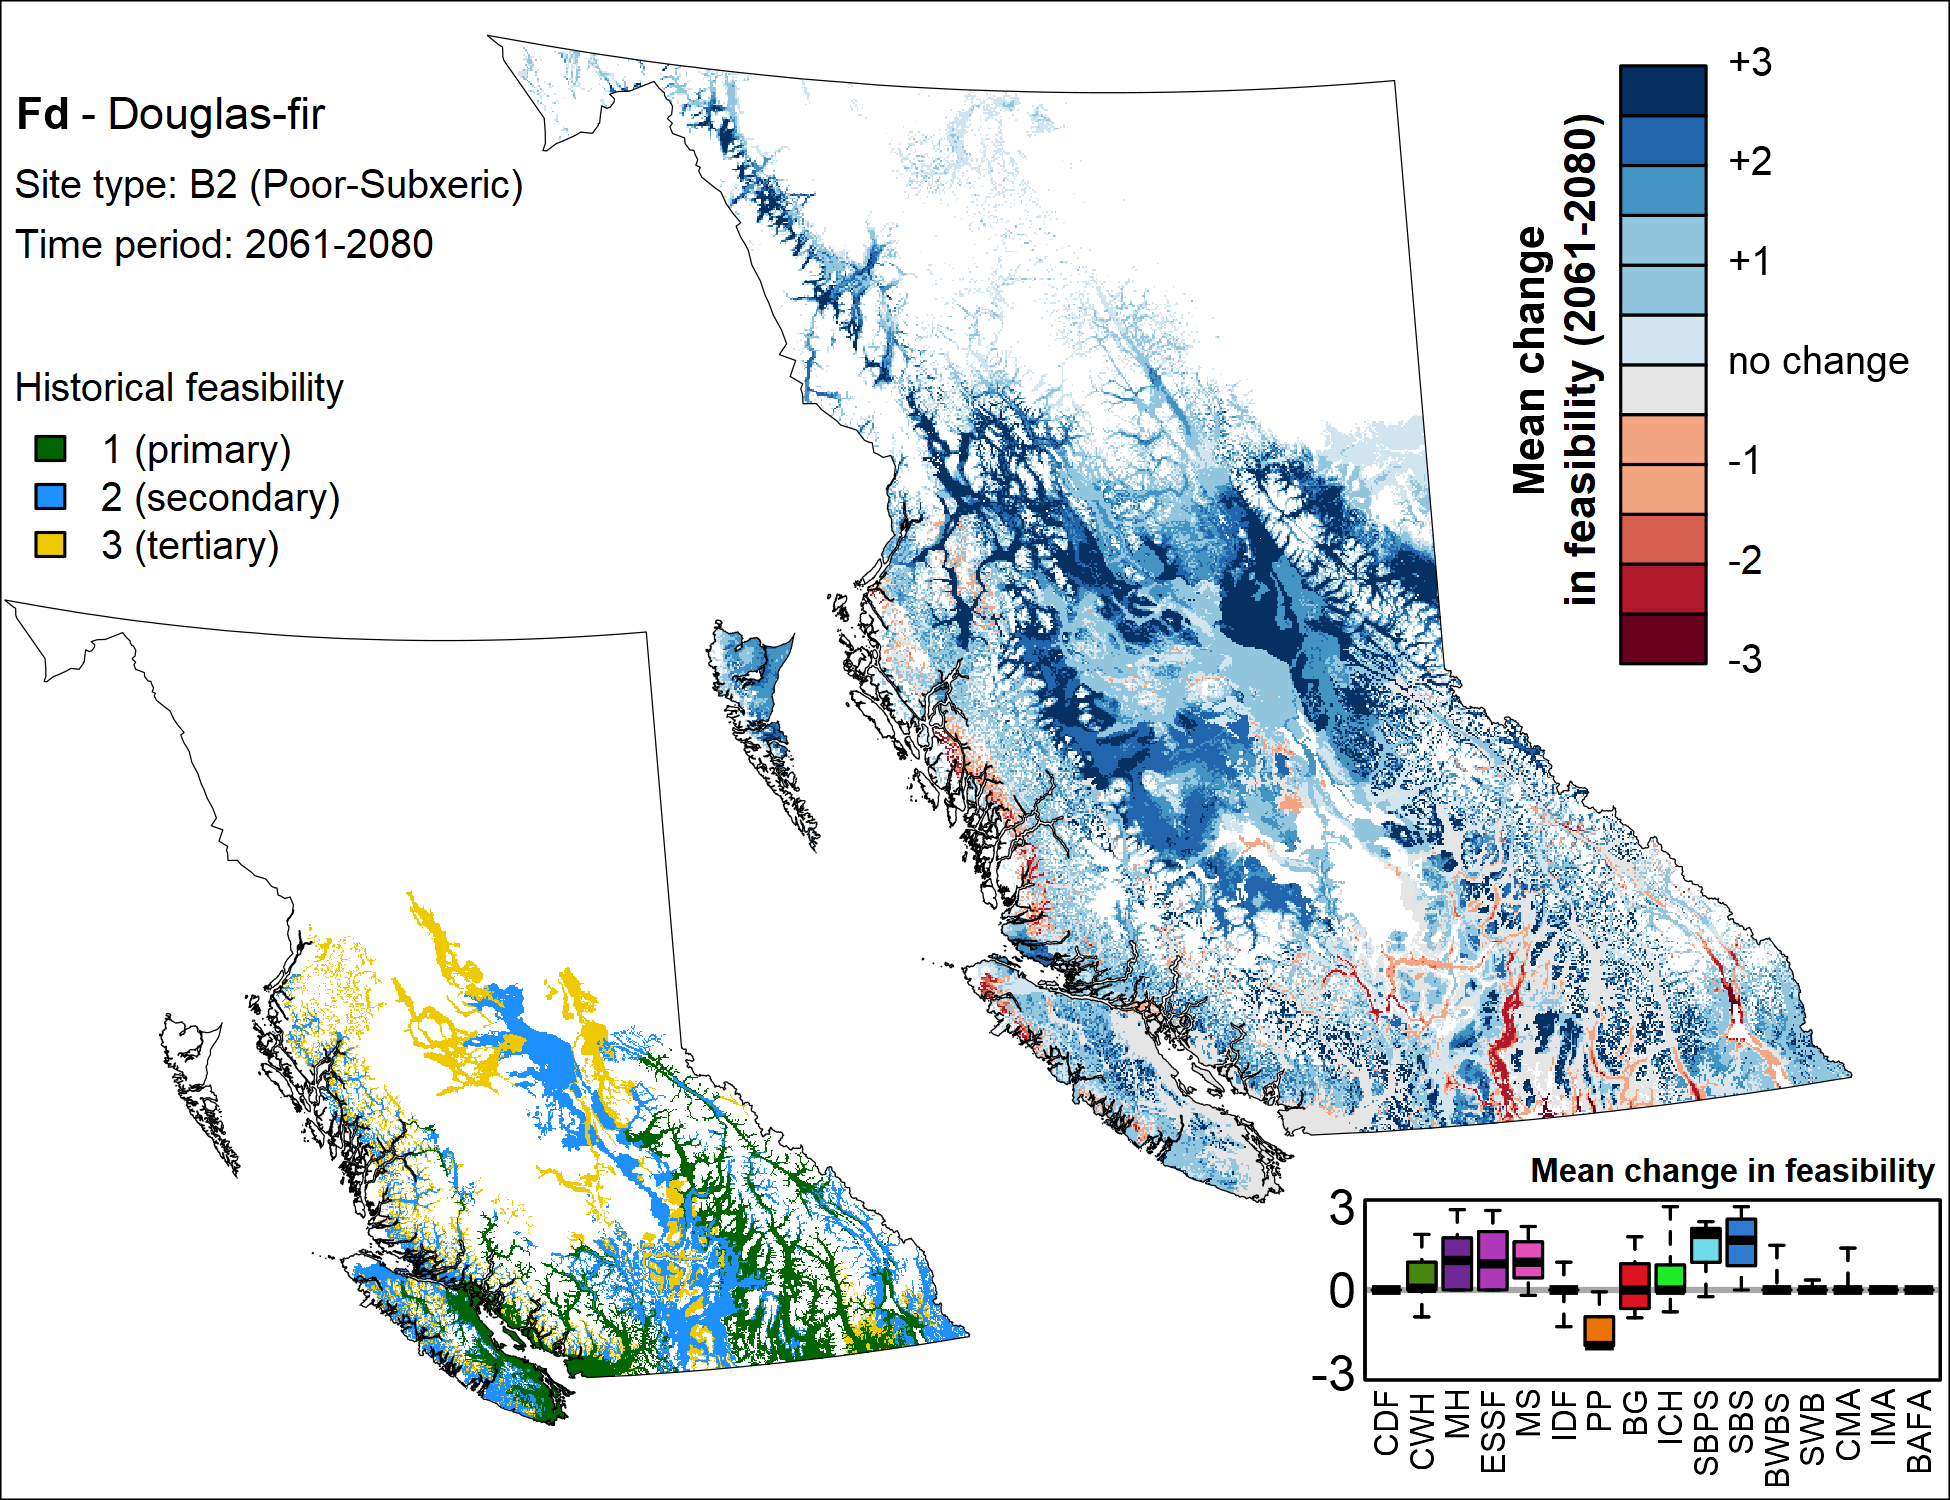 Fd - Douglas-fir
Site type: B2 (Poor-Subxeric)
Time period: 2061-2080
Historical feasibility
1 (primary)
2 (secondary)
3 (tertiary)
Mean change
in feasibility (2061-2080)
+3
+2
+1
no change
-1
-2
-3
Mean change in feasibility
3
0
-3
CDF
CWH
MH
ESSF
MS
IDF
PP
BG
ICH
SBPS
SBS
BWBS
SWB
CMA
IMA
BAFA